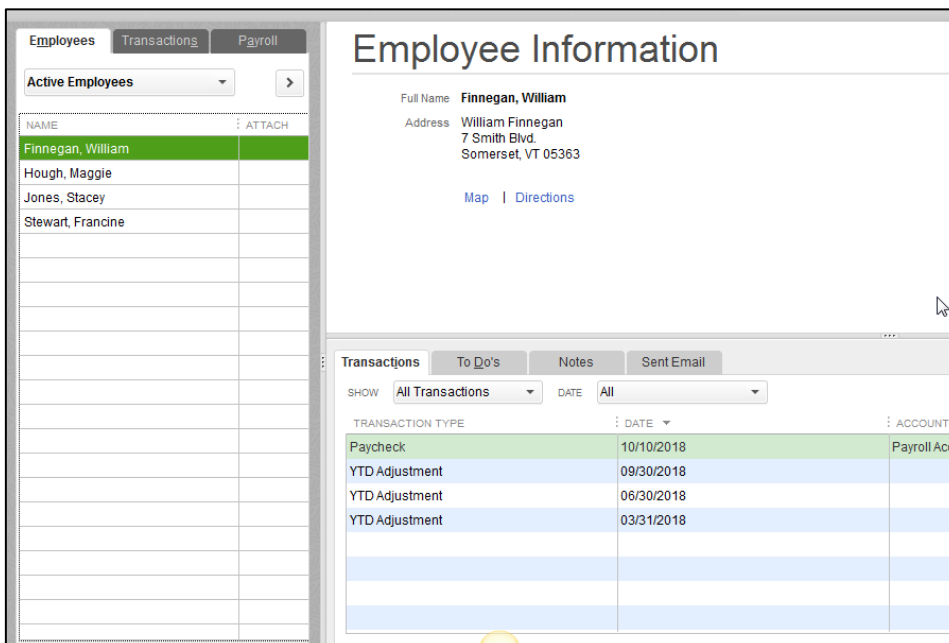 Employees Transactions Payroll
Active Employees
NAME ATTACH
Finnegan, William
Hough, Maggie
Jones, Stacey
Stewart, Francine
Employee Information
Full Name Finnegan, William
Address William Finnegan
7 Smith Blvd.
Somerset, VT 05363
Map | Directions
Transactions To Do's Notes Sent Email
SHOW All Transactions DATE All
TRANSACTION TYPE DATE ACCOUNT
Paycheck 10/10/2018 Payroll Acc
YTD Adjustment 09/30/2018
YTD Adjustment 06/30/2018
YTD Adjustment 03/31/2018